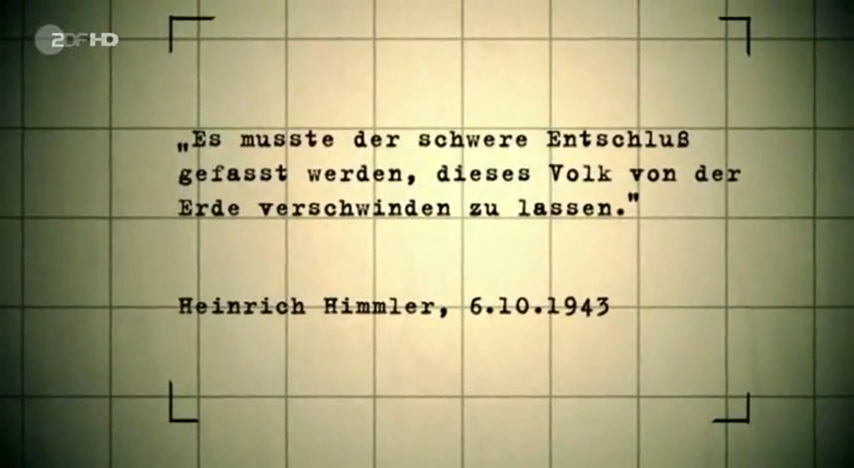 ZDF HD
„Es musste der schwere Entschluß
gefasst werden, dieses Volk von der
Erde verschwinden zu lassen."
Heinrich Himmler, 6.10.1943